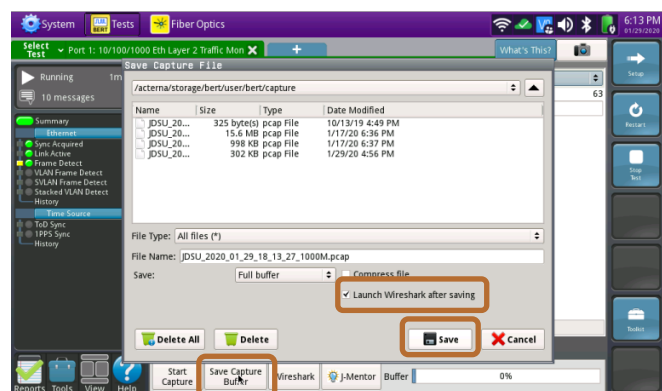 System
Tests
Fiber Optics
6:13 PM
01/29/2020
Select Test
Port 1: 10/100/1000 Eth Layer 2 Traffic Mon
What's This?
Running 1m
10 messages
63
Save Capture File
/acterna/storage/bert/user/bert/capture
Name Size Type Date Modified
JDSU_20... 325 byte(s) pcap File 10/13/19 4:49 PM
JDSU_20... 15.6 MB pcap File 1/17/20 6:36 PM
JDSU_20... 998 KB pcap File 1/17/20 6:37 PM
JDSU_20... 302 KB pcap File 1/29/20 4:56 PM
Summary
Ethernet
Sync Acquired
Link Active
Frame Detect
VLAN Frame Detect
SVLAN Frame Detect
Stacked VLAN Detect
History
Time Source
ToD Sync
1PPS Sync
History
File Type: All files (*)
File Name: JDSU_2020_01_29_18_13_27_1000M.pcap
Save: Full buffer Compress file
Launch Wireshark after saving
Delete All Delete Save Cancel
Setup
Restart
Stop Test
Toolkit
Reports Tools View Help
Start Capture
Save Capture Buffer
Wireshark
J-Mentor
Buffer 0%